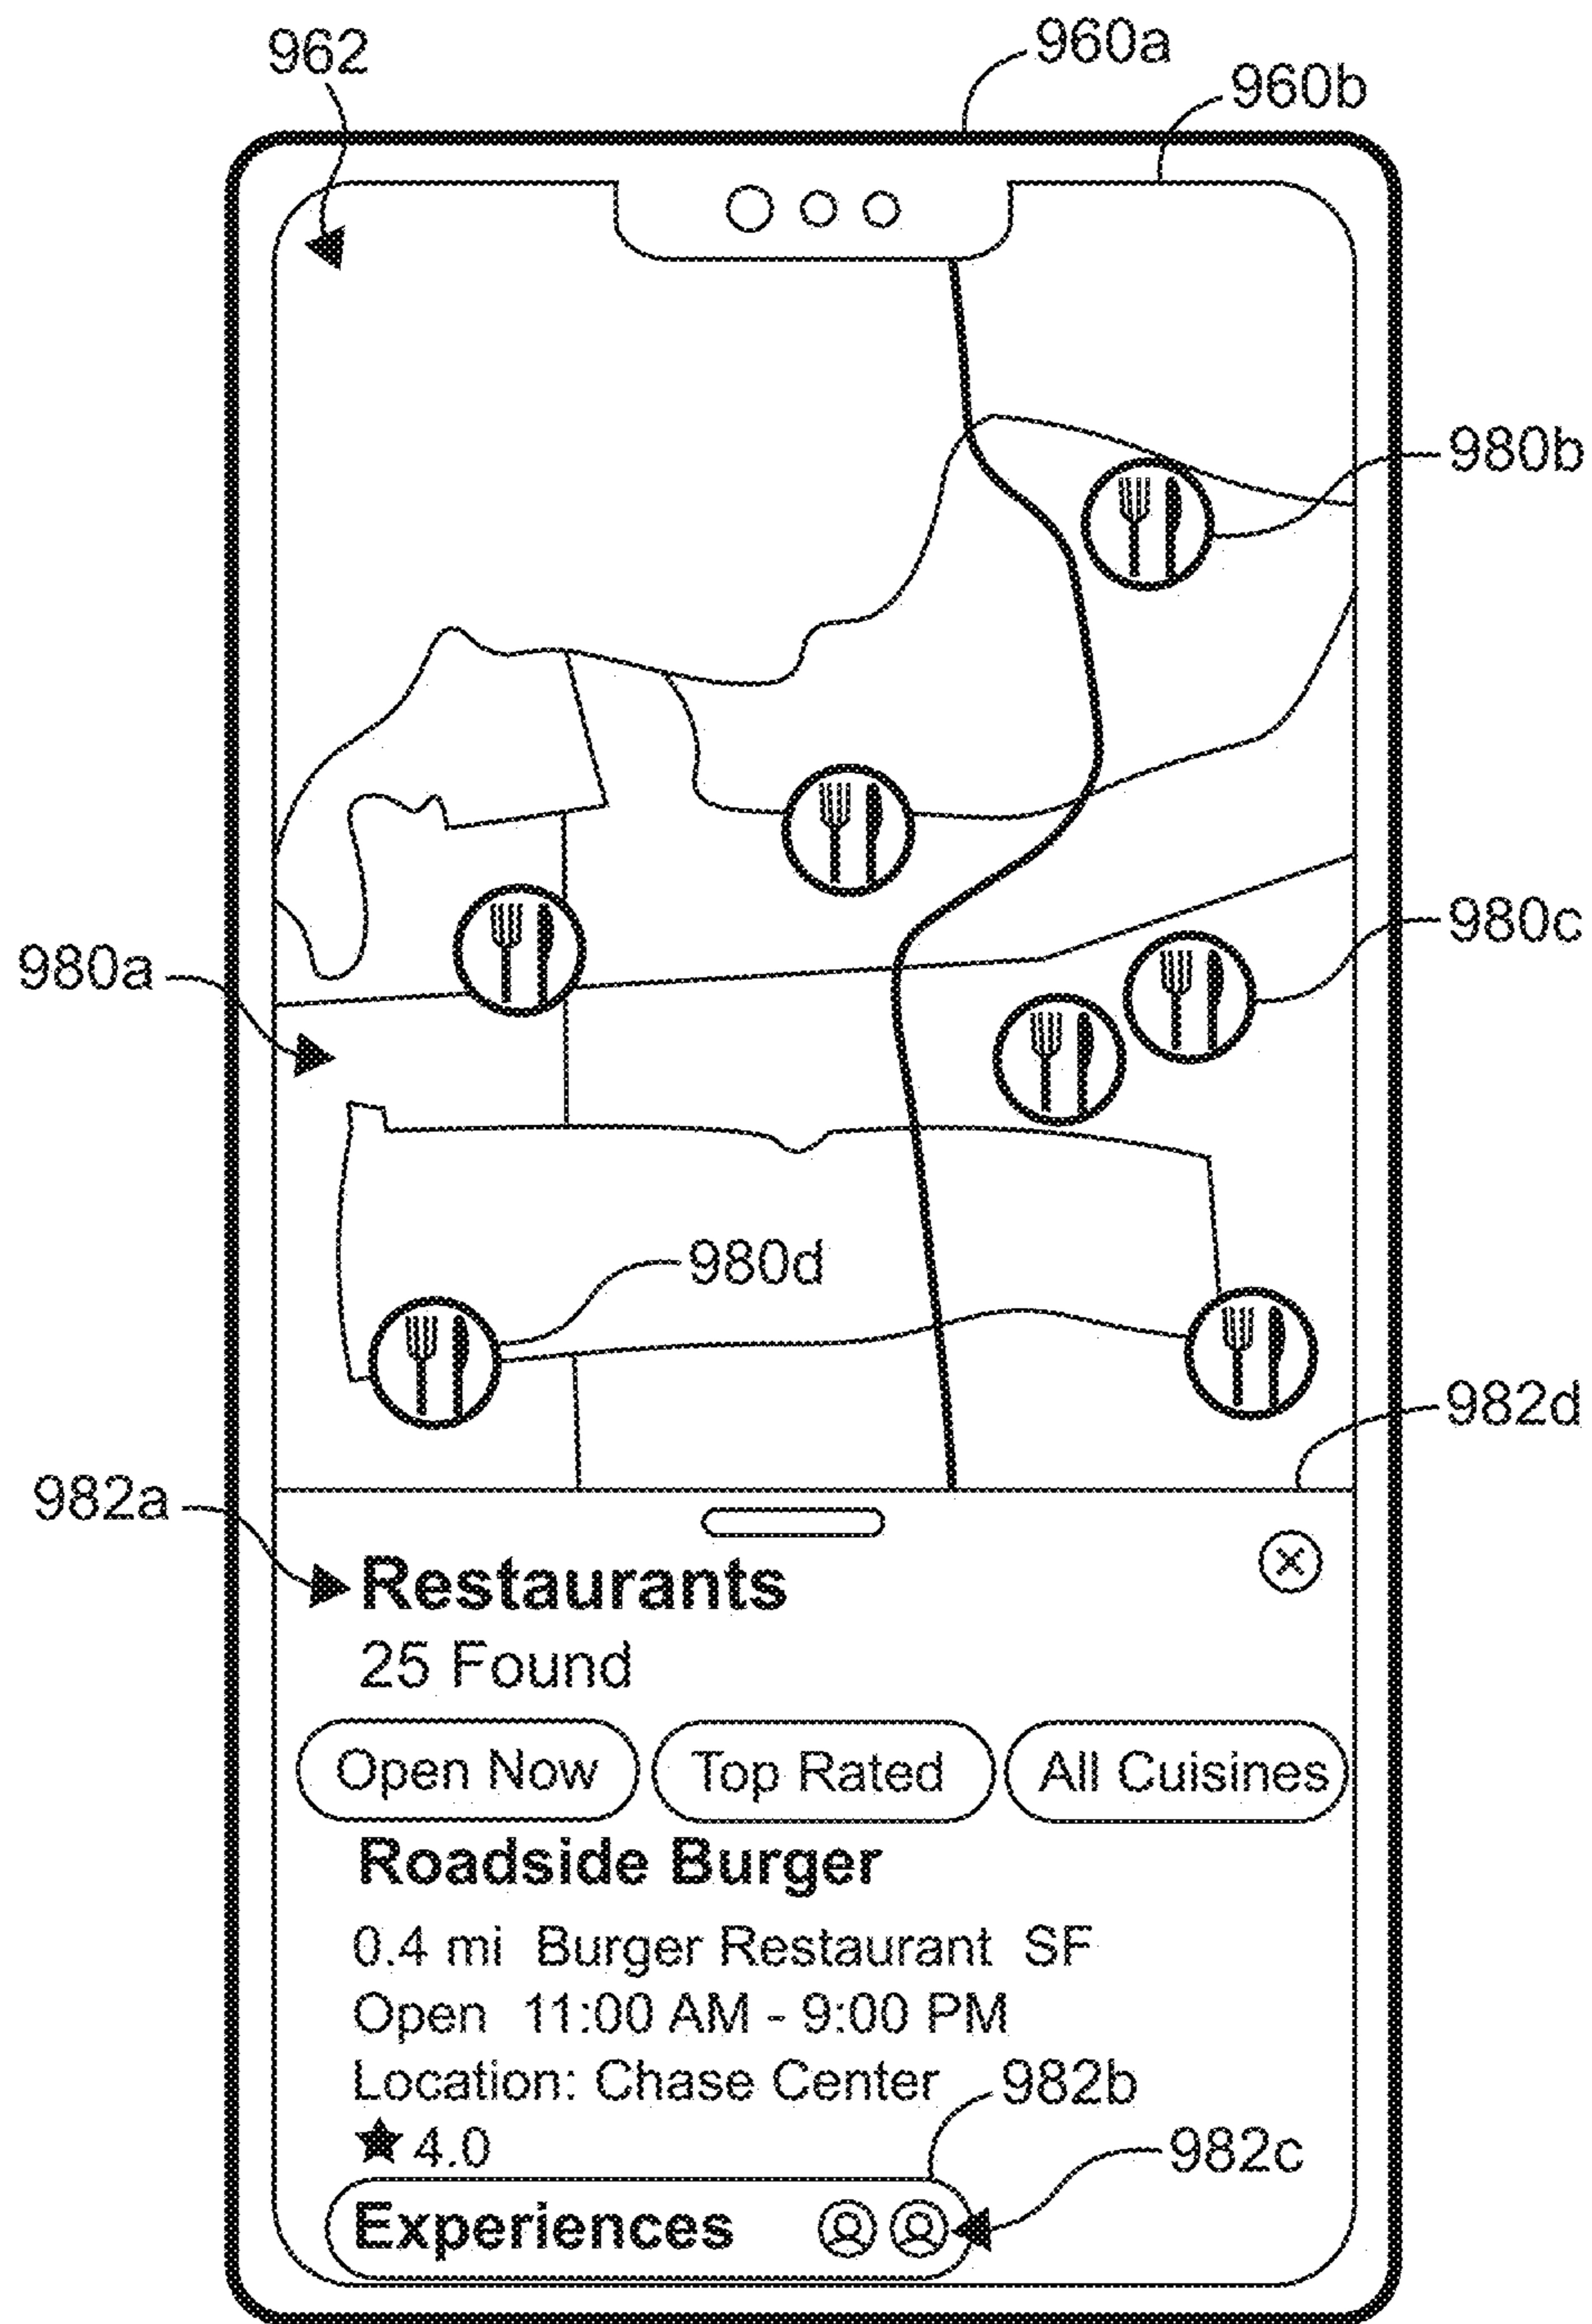 962
960a
960b
980b
980c
980a
980d
982d
982a
Restaurants
25 Found
Open Now Top Rated All Cuisines
Roadside Burger
0.4 mi Burger Restaurant SF
Open 11:00 AM - 9:00 PM
Location: Chase Center
982b
★4.0
982c
Experiences